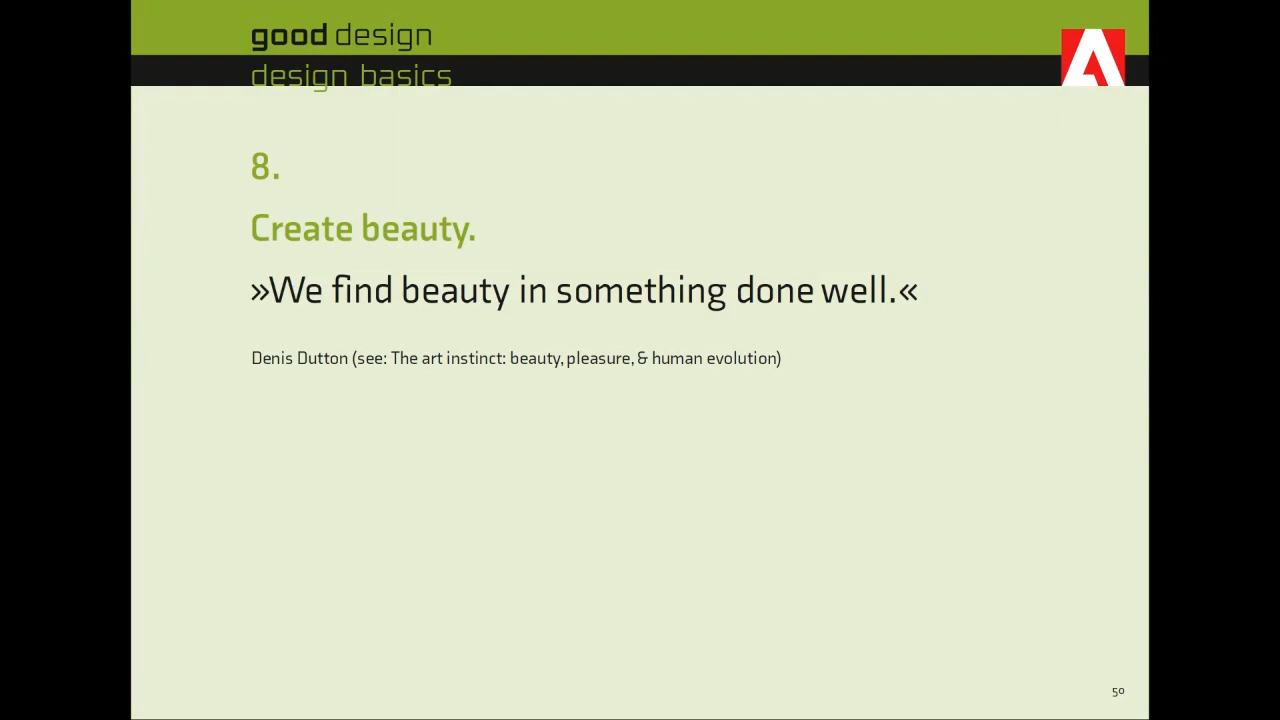 good design
design basics
8.
Create beauty.
»We find beauty in something done well.«
Denis Dutton (see: The art instinct: beauty, pleasure, & human evolution)
50